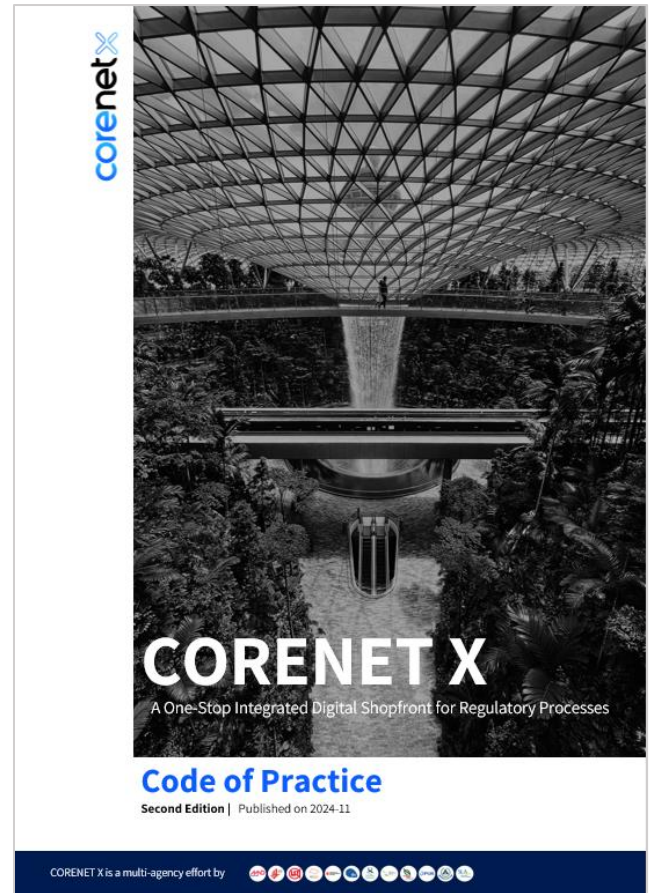 corenet X
CORENET X
A One-Stop Integrated Digital Shopfront for Regulatory Processes
Code of Practice
Second Edition | Published on 2024-11
CORENET X is a multi-agency effort by